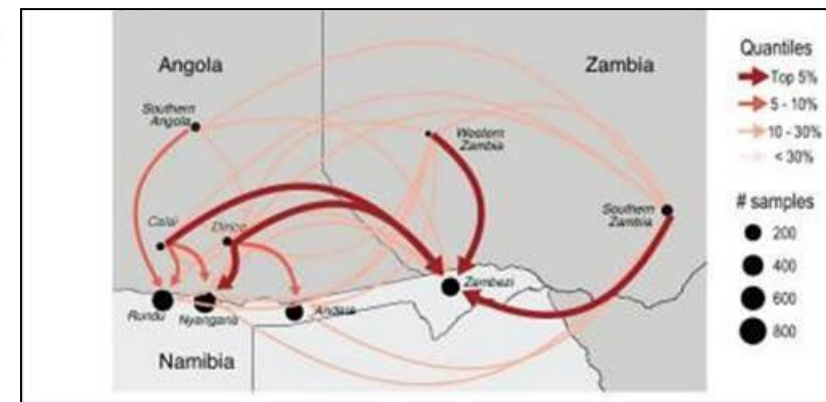 Angola
Zambia
Southern
Angola
Western
Zambia
Calai
Dirico
Southern
Zambia
Zambezi
Rundu
Nyangana
Andara
Namibia
Quantiles
Top 5%
5 - 10%
10 - 30%
< 30%
# samples
200
400
600
800